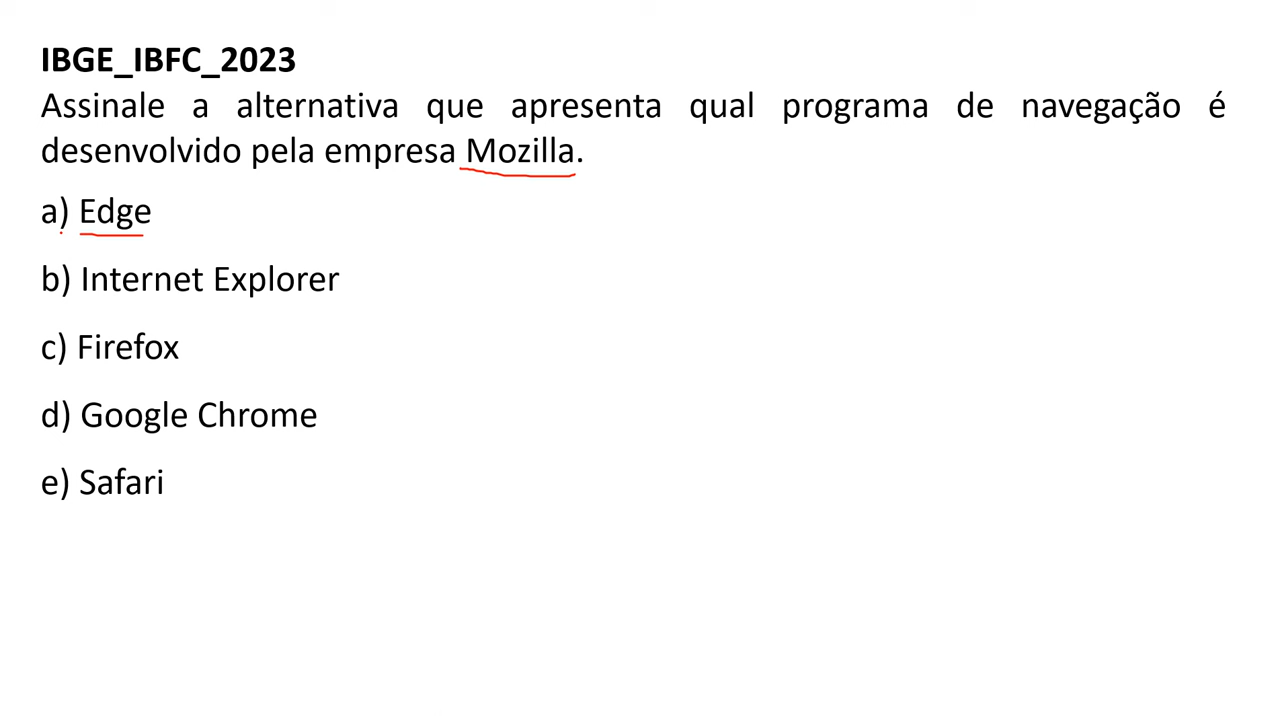 IBGE_IBFC_2023
Assinale a alternativa que apresenta qual programa de navegação é
desenvolvido pela empresa Mozilla.
a) Edge
b) Internet Explorer
c) Firefox
d) Google Chrome
e) Safari